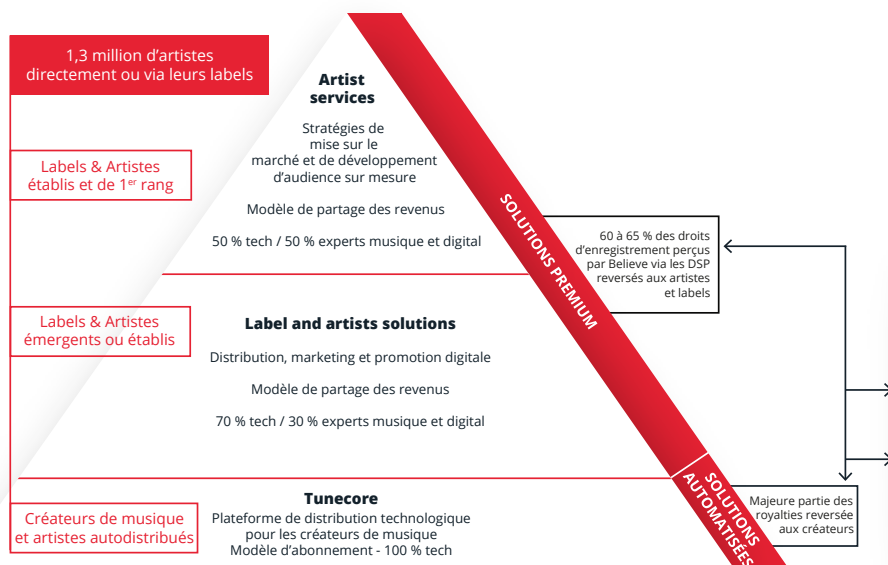 1,3 million d'artistes
directement ou via leurs labels
Artist
services
Stratégies de
mise sur le
marché et de développement
d'audience sur mesure
Modèle de partage des revenus
50 % tech / 50 % experts musique et digital
Labels & Artistes
établis et de 1er rang
SOLUTIONS PREMIUM
60 à 65 % des droits
d'enregistrement perçus
par Believe via les DSP
reversés aux artistes
et labels
Labels & Artistes
émergents ou établis
Label and artists solutions
Distribution, marketing et promotion digitale
Modèle de partage des revenus
70 % tech / 30 % experts musique et digital
Créateurs de musique
et artistes autodistribués
Tunecore
Plateforme de distribution technologique
pour les créateurs de musique
Modèle d'abonnement - 100 % tech
SOLUTIONS
AUTOMATISÉES
Majeure partie des
royalties reversée
aux créateurs